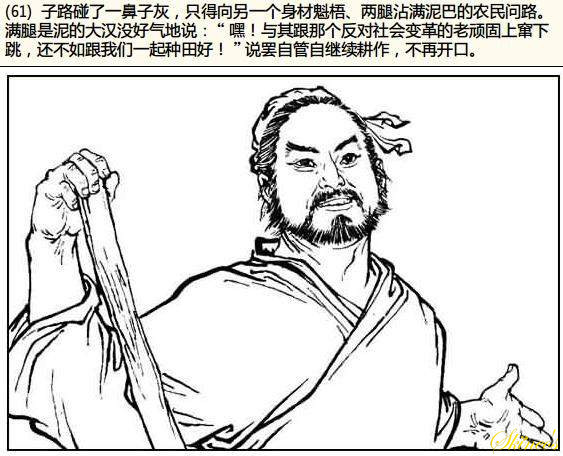 (61) 子路碰了一鼻子灰，只得向另一个身材魁梧、两腿沾满泥巴的农民问路。
满腿是泥的大汉没好气地说：“嘿！与其跟那个反对社会变革的老顽固上窜下
跳，还不如跟我们一起种田好！”说罢自管自继续耕作，不再开口。